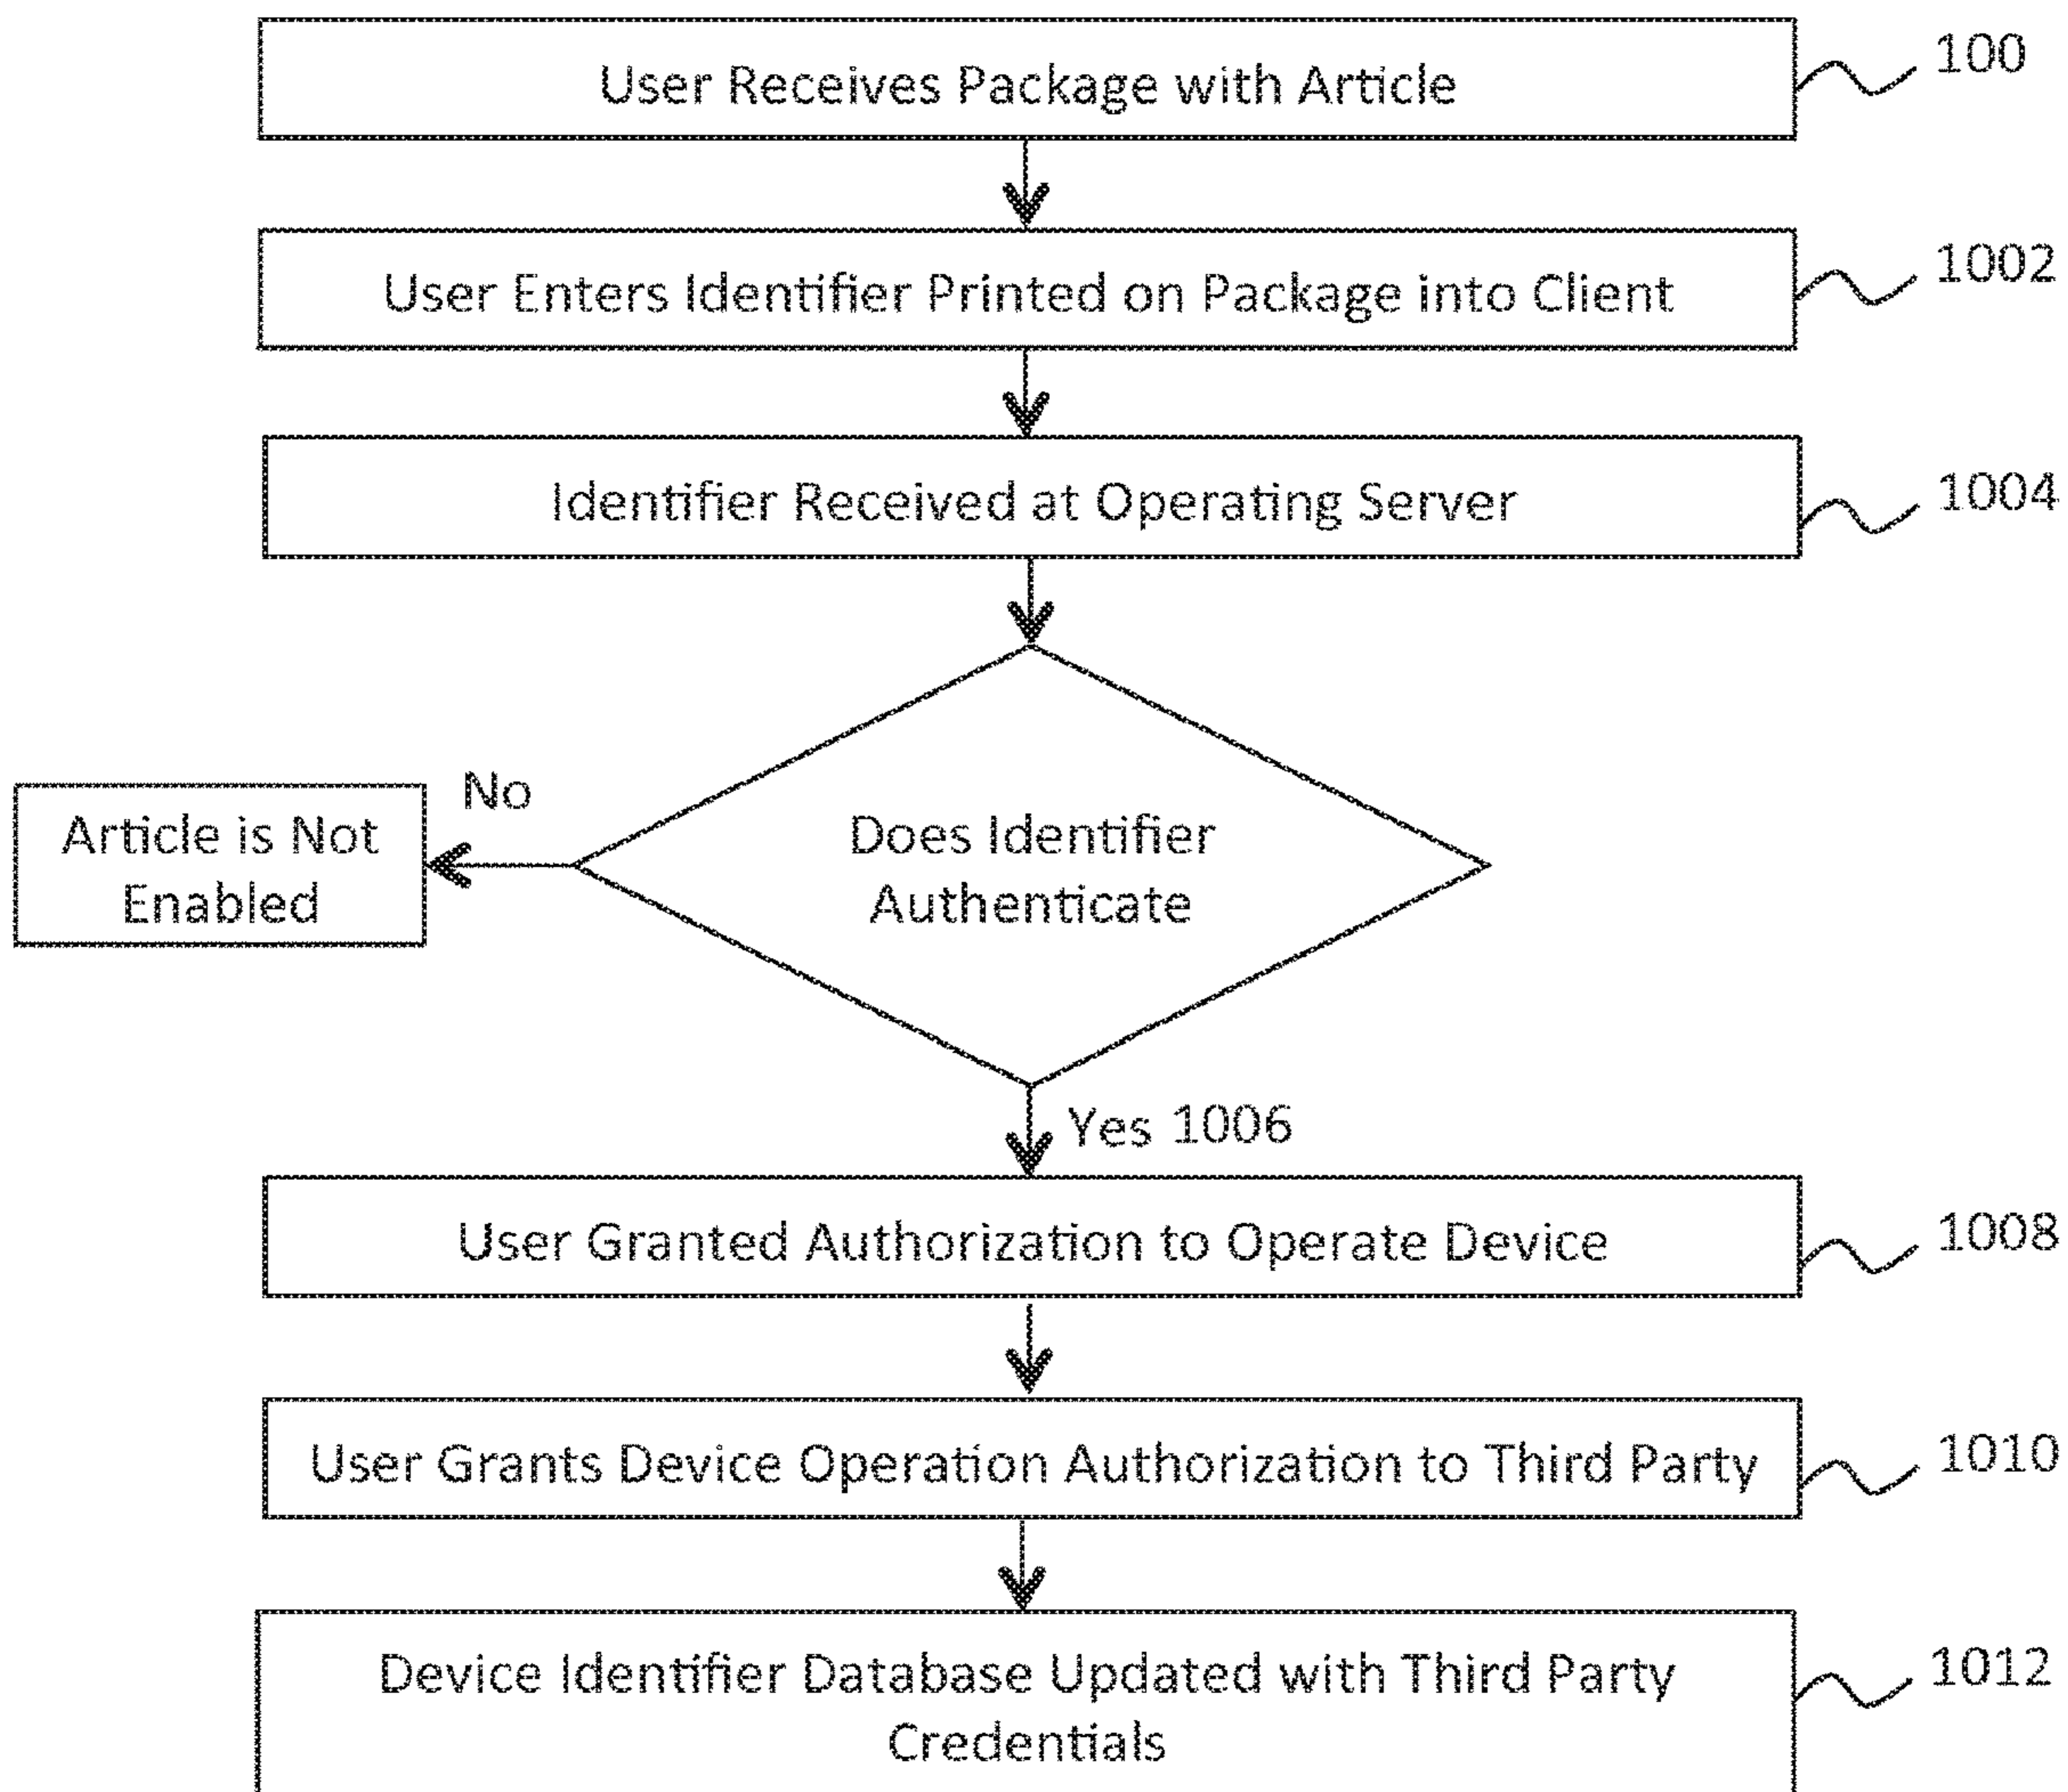 User Receives Package with Article
100
User Enters Identifier Printed on Package into Client
1002
Identifier Received at Operating Server
1004
Does Identifier
Authenticate
No
Article is Not
Enabled
Yes 1006
User Granted Authorization to Operate Device
1008
User Grants Device Operation Authorization to Third Party
1010
Device Identifier Database Updated with Third Party
Credentials
1012